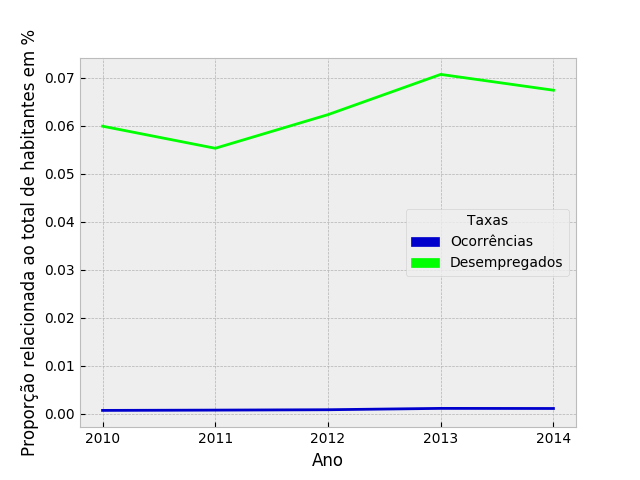 Proporção relacionada ao total de habitantes em %
0.07
0.06
0.05
0.04
0.03
0.02
0.01
0.00
Taxas
Ocorrências
Desempregados
2010 2011 2012 2013 2014
Ano